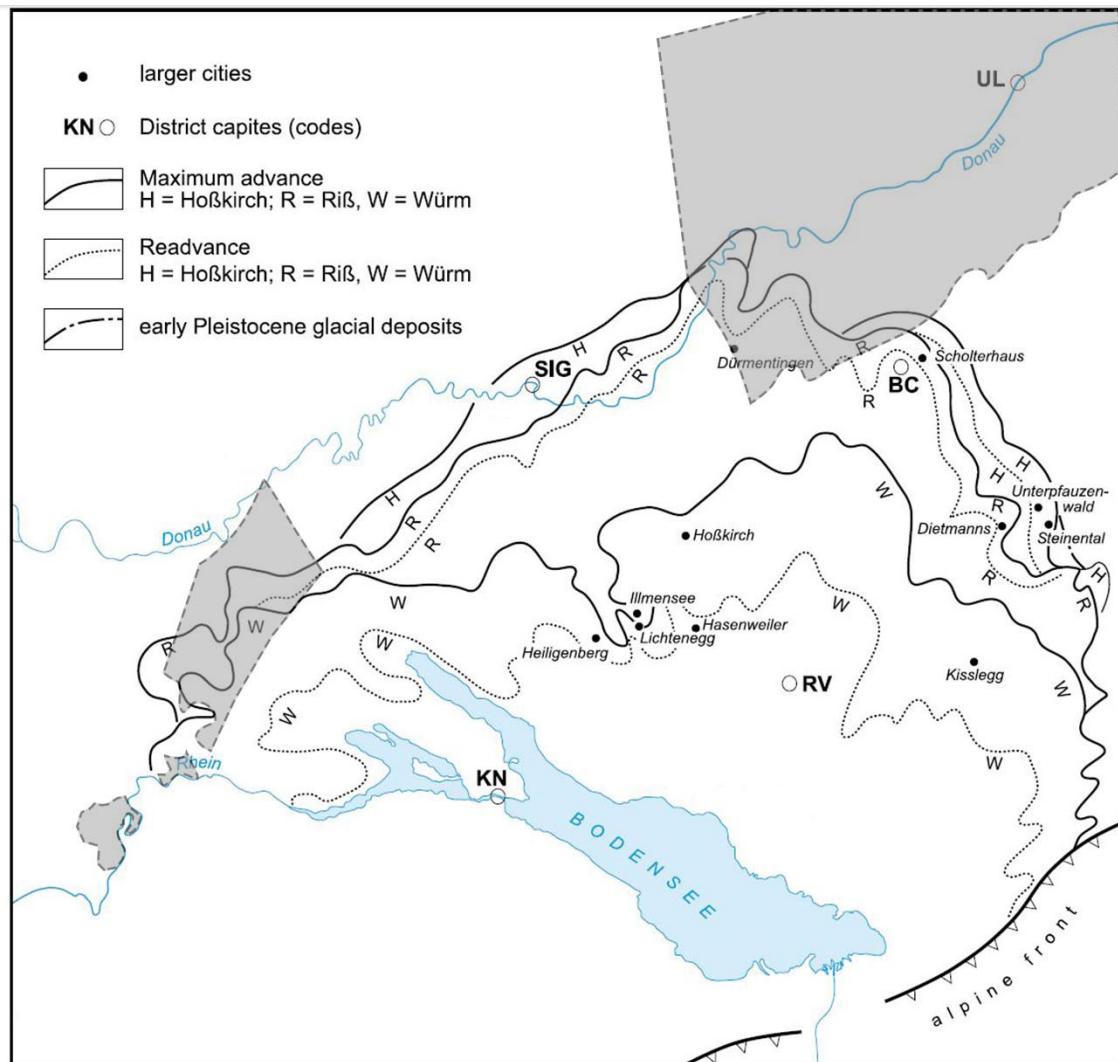 larger cities
KN District capites (codes)
Maximum advance
H = Hoßkirch; R = Riß, W = Würm
Readvance
H = Hoßkirch; R = Riß, W = Würm
early Pleistocene glacial deposits
UL
Donau
Dürmentingen
R
Scholterhaus
BC
R
H
R
SIG
R
H
R
R
Donau
W
H
H
Unterpfauzen-
wald
R
Dietmanns
Steinental
Hoßkirch
R
H
R
W
W
Illmensee
Lichtenegg
Hasenweiler
Heiligenberg
W
R
W
Kisslegg
RV
W
W
W
Rhein
KN
BODENSEE
alpine front